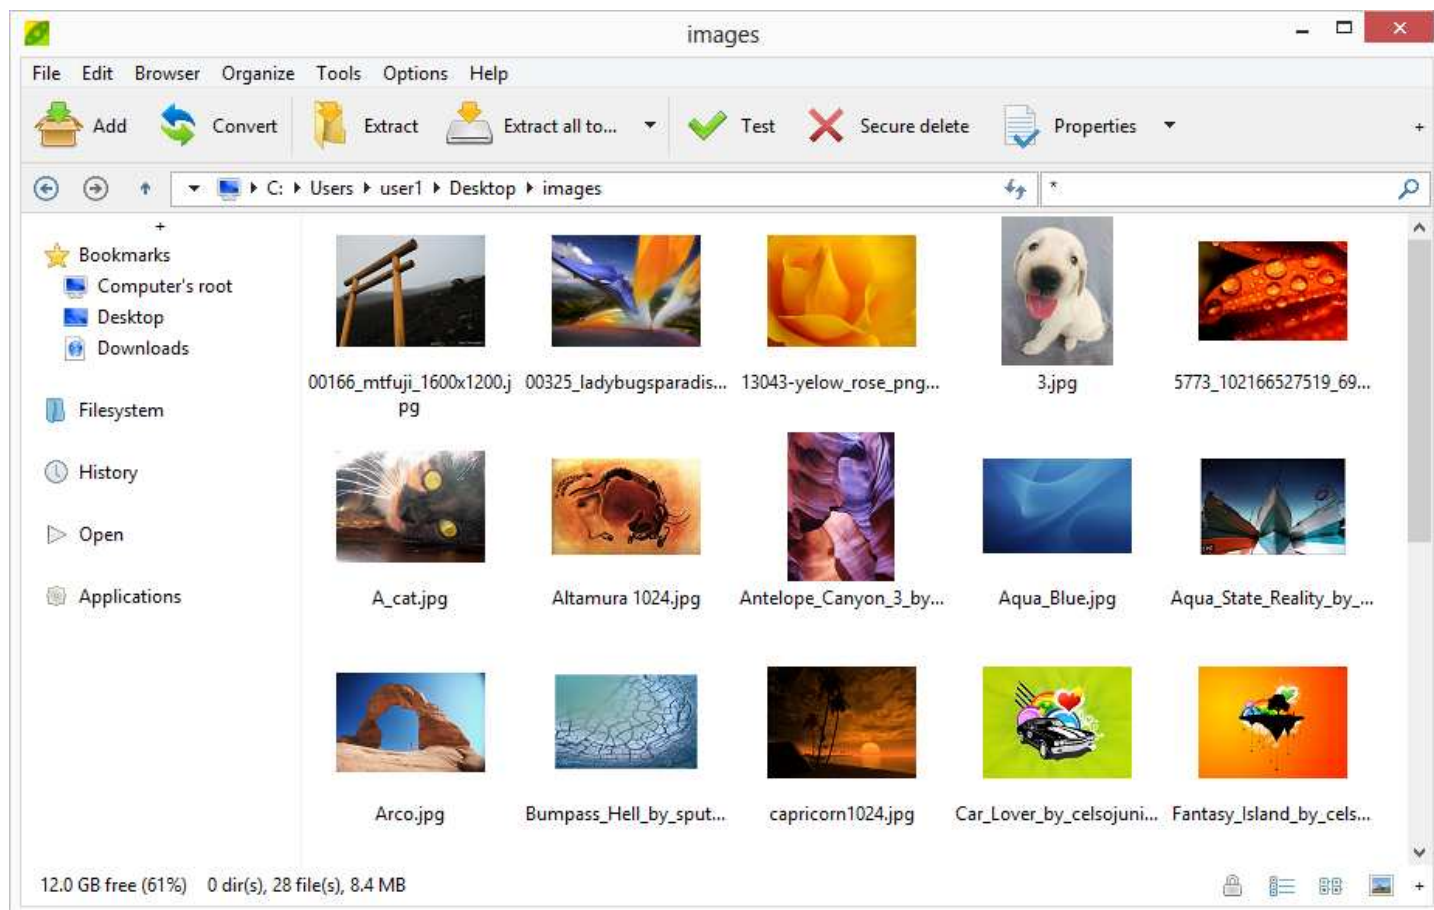 images
File Edit Browser Organize Tools Options Help
Add Convert Extract Extract all to... Test Secure delete Properties +
C: Users user1 Desktop images *
+
Bookmarks
Computer's root
Desktop
Downloads
Filesystem
History
Open
Applications
00166_mtfuji_1600x1200.j 00325_ladybugsparadis... 13043-yelow_rose_png... 3.jpg 5773_102166527519_69...
pg
A_cat.jpg Altamura 1024.jpg Antelope_Canyon_3_by... Aqua_Blue.jpg Aqua_State_Reality_by_...
Arco.jpg Bumpass_Hell_by_sput... capricorn1024.jpg Car_Lover_by_celsojuni... Fantasy_Island_by_cels...
12.0 GB free (61%) 0 dir(s), 28 file(s), 8.4 MB +